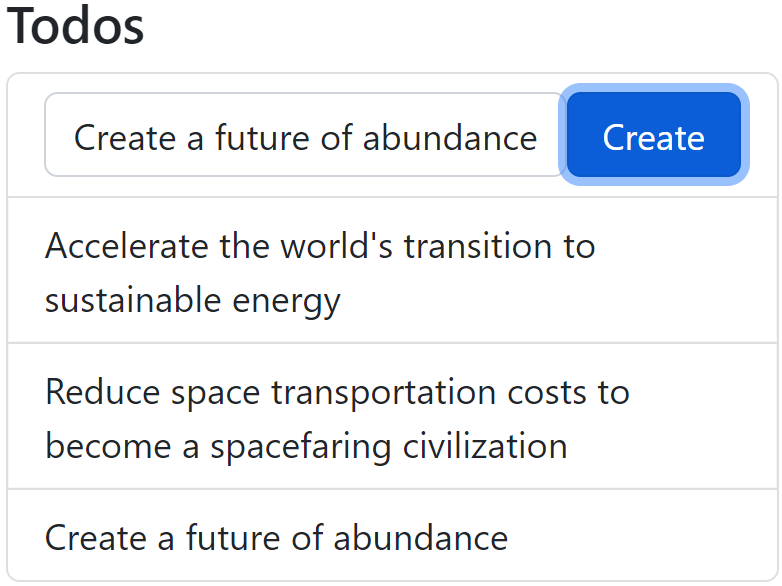 Todos
Create a future of abundance
Create
Accelerate the world's transition to
sustainable energy
Reduce space transportation costs to
become a spacefaring civilization
Create a future of abundance